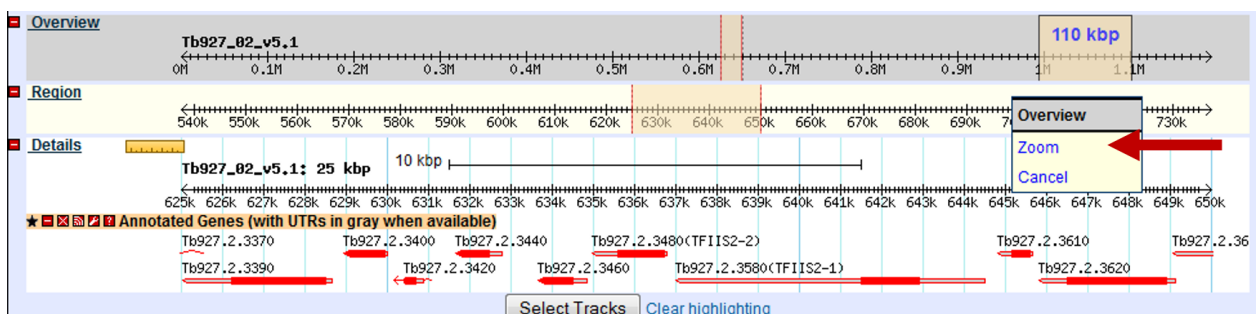 Overview
110 kbp
Tb927_02_v5.1
0M 0.1M 0.2M 0.3M 0.4M 0.5M 0.6M 0.7M 0.8M 0.9M 1M 1.1M
Region
540k 550k 560k 570k 580k 590k 600k 610k 620k 630k 640k 650k 660k 670k 680k 690k 730k
Overview
Zoom
Cancel
Details
10 kbp
Tb927_02_v5.1: 25 kbp
625k 626k 627k 628k 629k 630k 631k 632k 633k 634k 635k 636k 637k 638k 639k 640k 641k 642k 643k 644k 645k 646k 647k 648k 649k 650k
Annotated Genes (with UTRs in gray when available)
Tb927.2.3370 Tb927.2.3400 Tb927.2.3440 Tb927.2.3480(TFIIS2-2) Tb927.2.3610 Tb927.2.36
Tb927.2.3390 Tb927.2.3420 Tb927.2.3460 Tb927.2.3580(TFIIS2-1) Tb927.2.3620
Select Tracks Clear highlighting